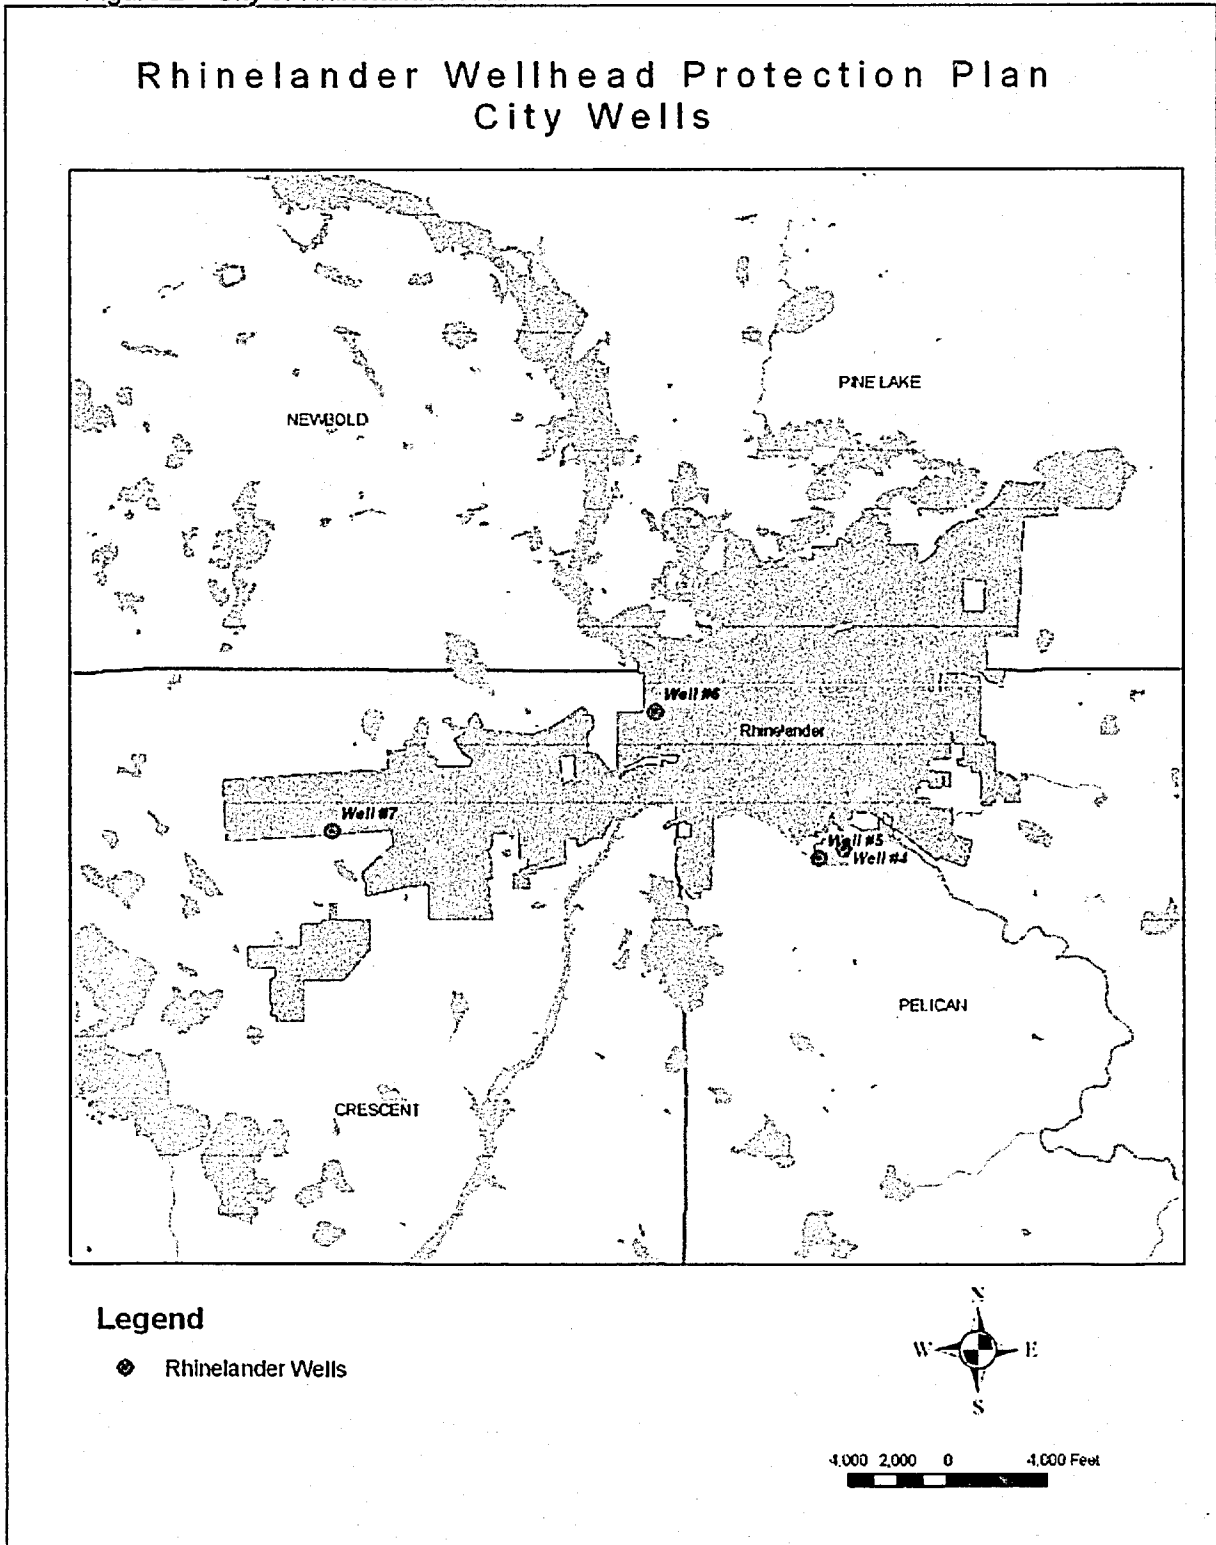 Rhinelander Wellhead Protection Plan
City Wells
PINE LAKE
NEWBOLD
Well #6
Rhinelander
Well #7
Well #5
Well #4
PELICAN
CRESCENT
Legend
Rhinelander Wells
N
W E
S
4,000 2,000 0 4,000 Feet